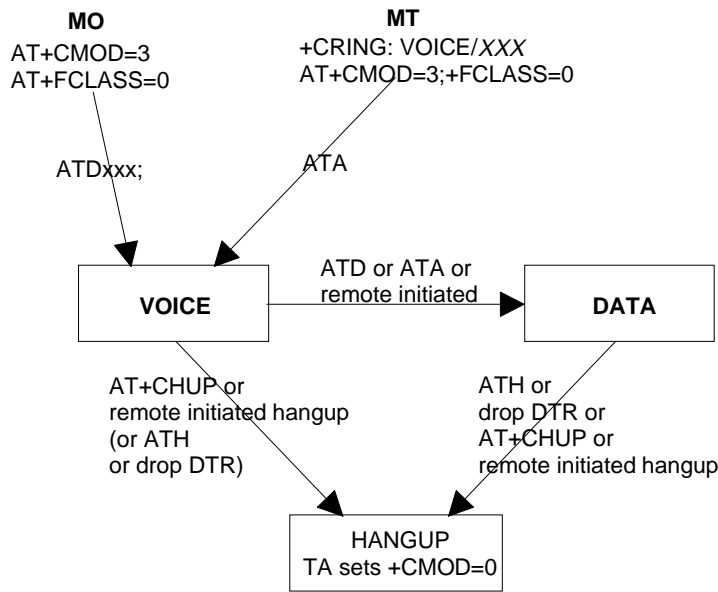 MO
AT+CMOD=3
AT+FCLASS=0
MT
+CRING: VOICE/XXX
AT+CMOD=3;+FCLASS=0
ATDxxx;
ATA
VOICE
ATD or ATA or
remote initiated
DATA
AT+CHUP or
remote initiated hangup
(or ATH
or drop DTR)
ATH or
drop DTR or
AT+CHUP or
remote initiated hangup
HANGUP
TA sets +CMOD=0